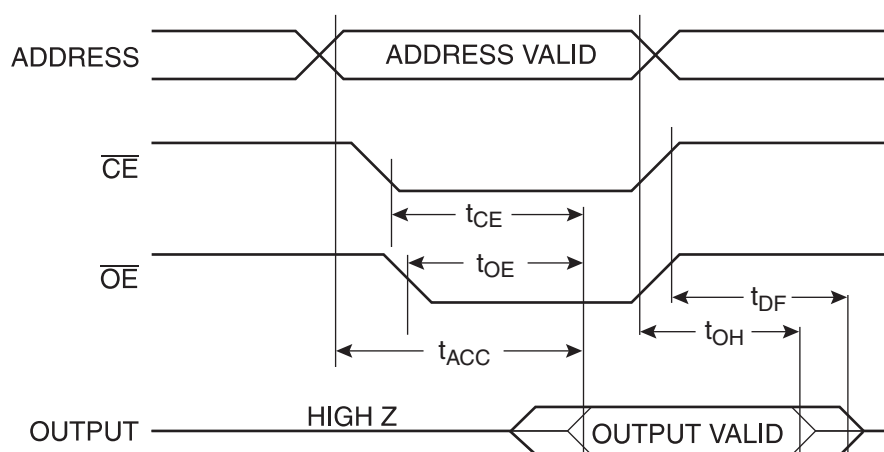 ADDRESS
ADDRESS VALID
CE
tCE
OE
tOE
tDF
tOH
tACC
OUTPUT
HIGH Z
OUTPUT VALID